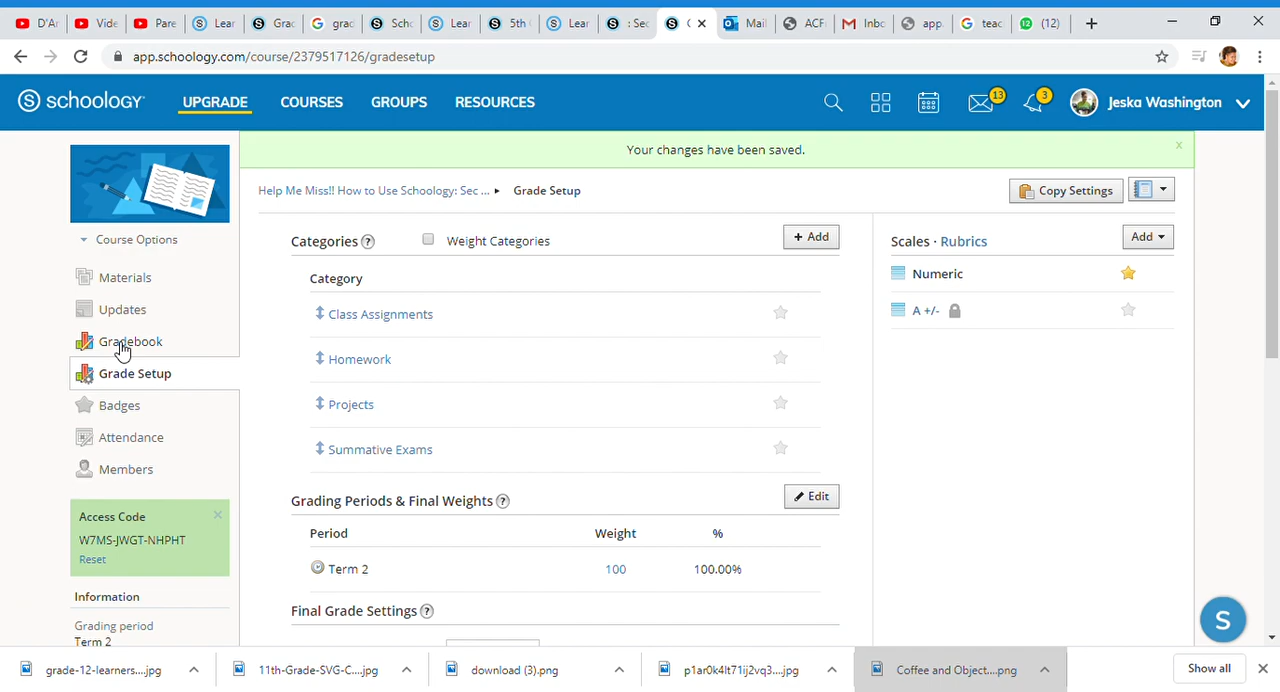 D'Ar
Vide
Pare
Lear
Grac
grad
Scho
Lear
5th
Lear
: Sec
(
Mail
ACF
Inbo
app.
teac
(12)
app.schoology.com/course/2379517126/gradesetup
schoology
UPGRADE
COURSES
GROUPS
RESOURCES
13
3
Jeska Washington
Your changes have been saved.
x
Help Me Miss!! How to Use Schoology: Sec ...
Grade Setup
Copy Settings
Course Options
Materials
Updates
Gradebook
Grade Setup
Badges
Attendance
Members
Access Code
W7MS-JWGT-NHPHT
Reset
Information
Grading period
Term 2
Categories ?
Weight Categories
+ Add
Category
Class Assignments
Homework
Projects
Summative Exams
Grading Periods & Final Weights ?
Edit
Period Weight %
Term 2 100 100.00%
Final Grade Settings ?
Scales · Rubrics
Add
Numeric
A +/-
S
grade-12-learners....jpg
11th-Grade-SVG-C....jpg
download (3).png
p1ar0k4lt71ij2vq3....jpg
Coffee and Object....png
Show all